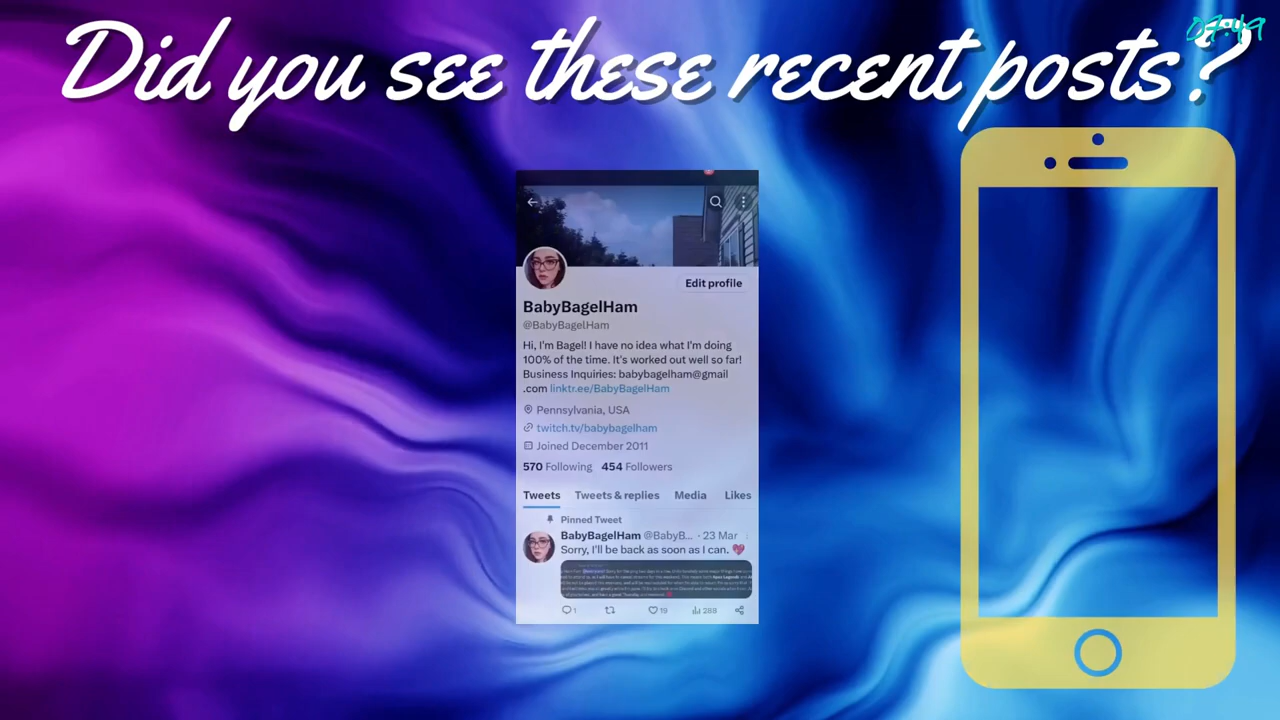 Did you see these recent posts?
07:49
Edit profile
BabyBagelHam
@BabyBagelHam
Hi, I'm Bagel! I have no idea what I'm doing
100% of the time. It's worked out well so far!
Business Inquiries: babybagelham@gmail
.com linktr.ee/BabyBagelHam
Pennsylvania, USA
twitch.tv/babybagelham
Joined December 2011
570 Following 454 Followers
Tweets Tweets & replies Media Likes
Pinned Tweet
BabyBagelHam @BabyB... · 23 Mar
Sorry, I'll be back as soon as I can. 💖
1 19 288